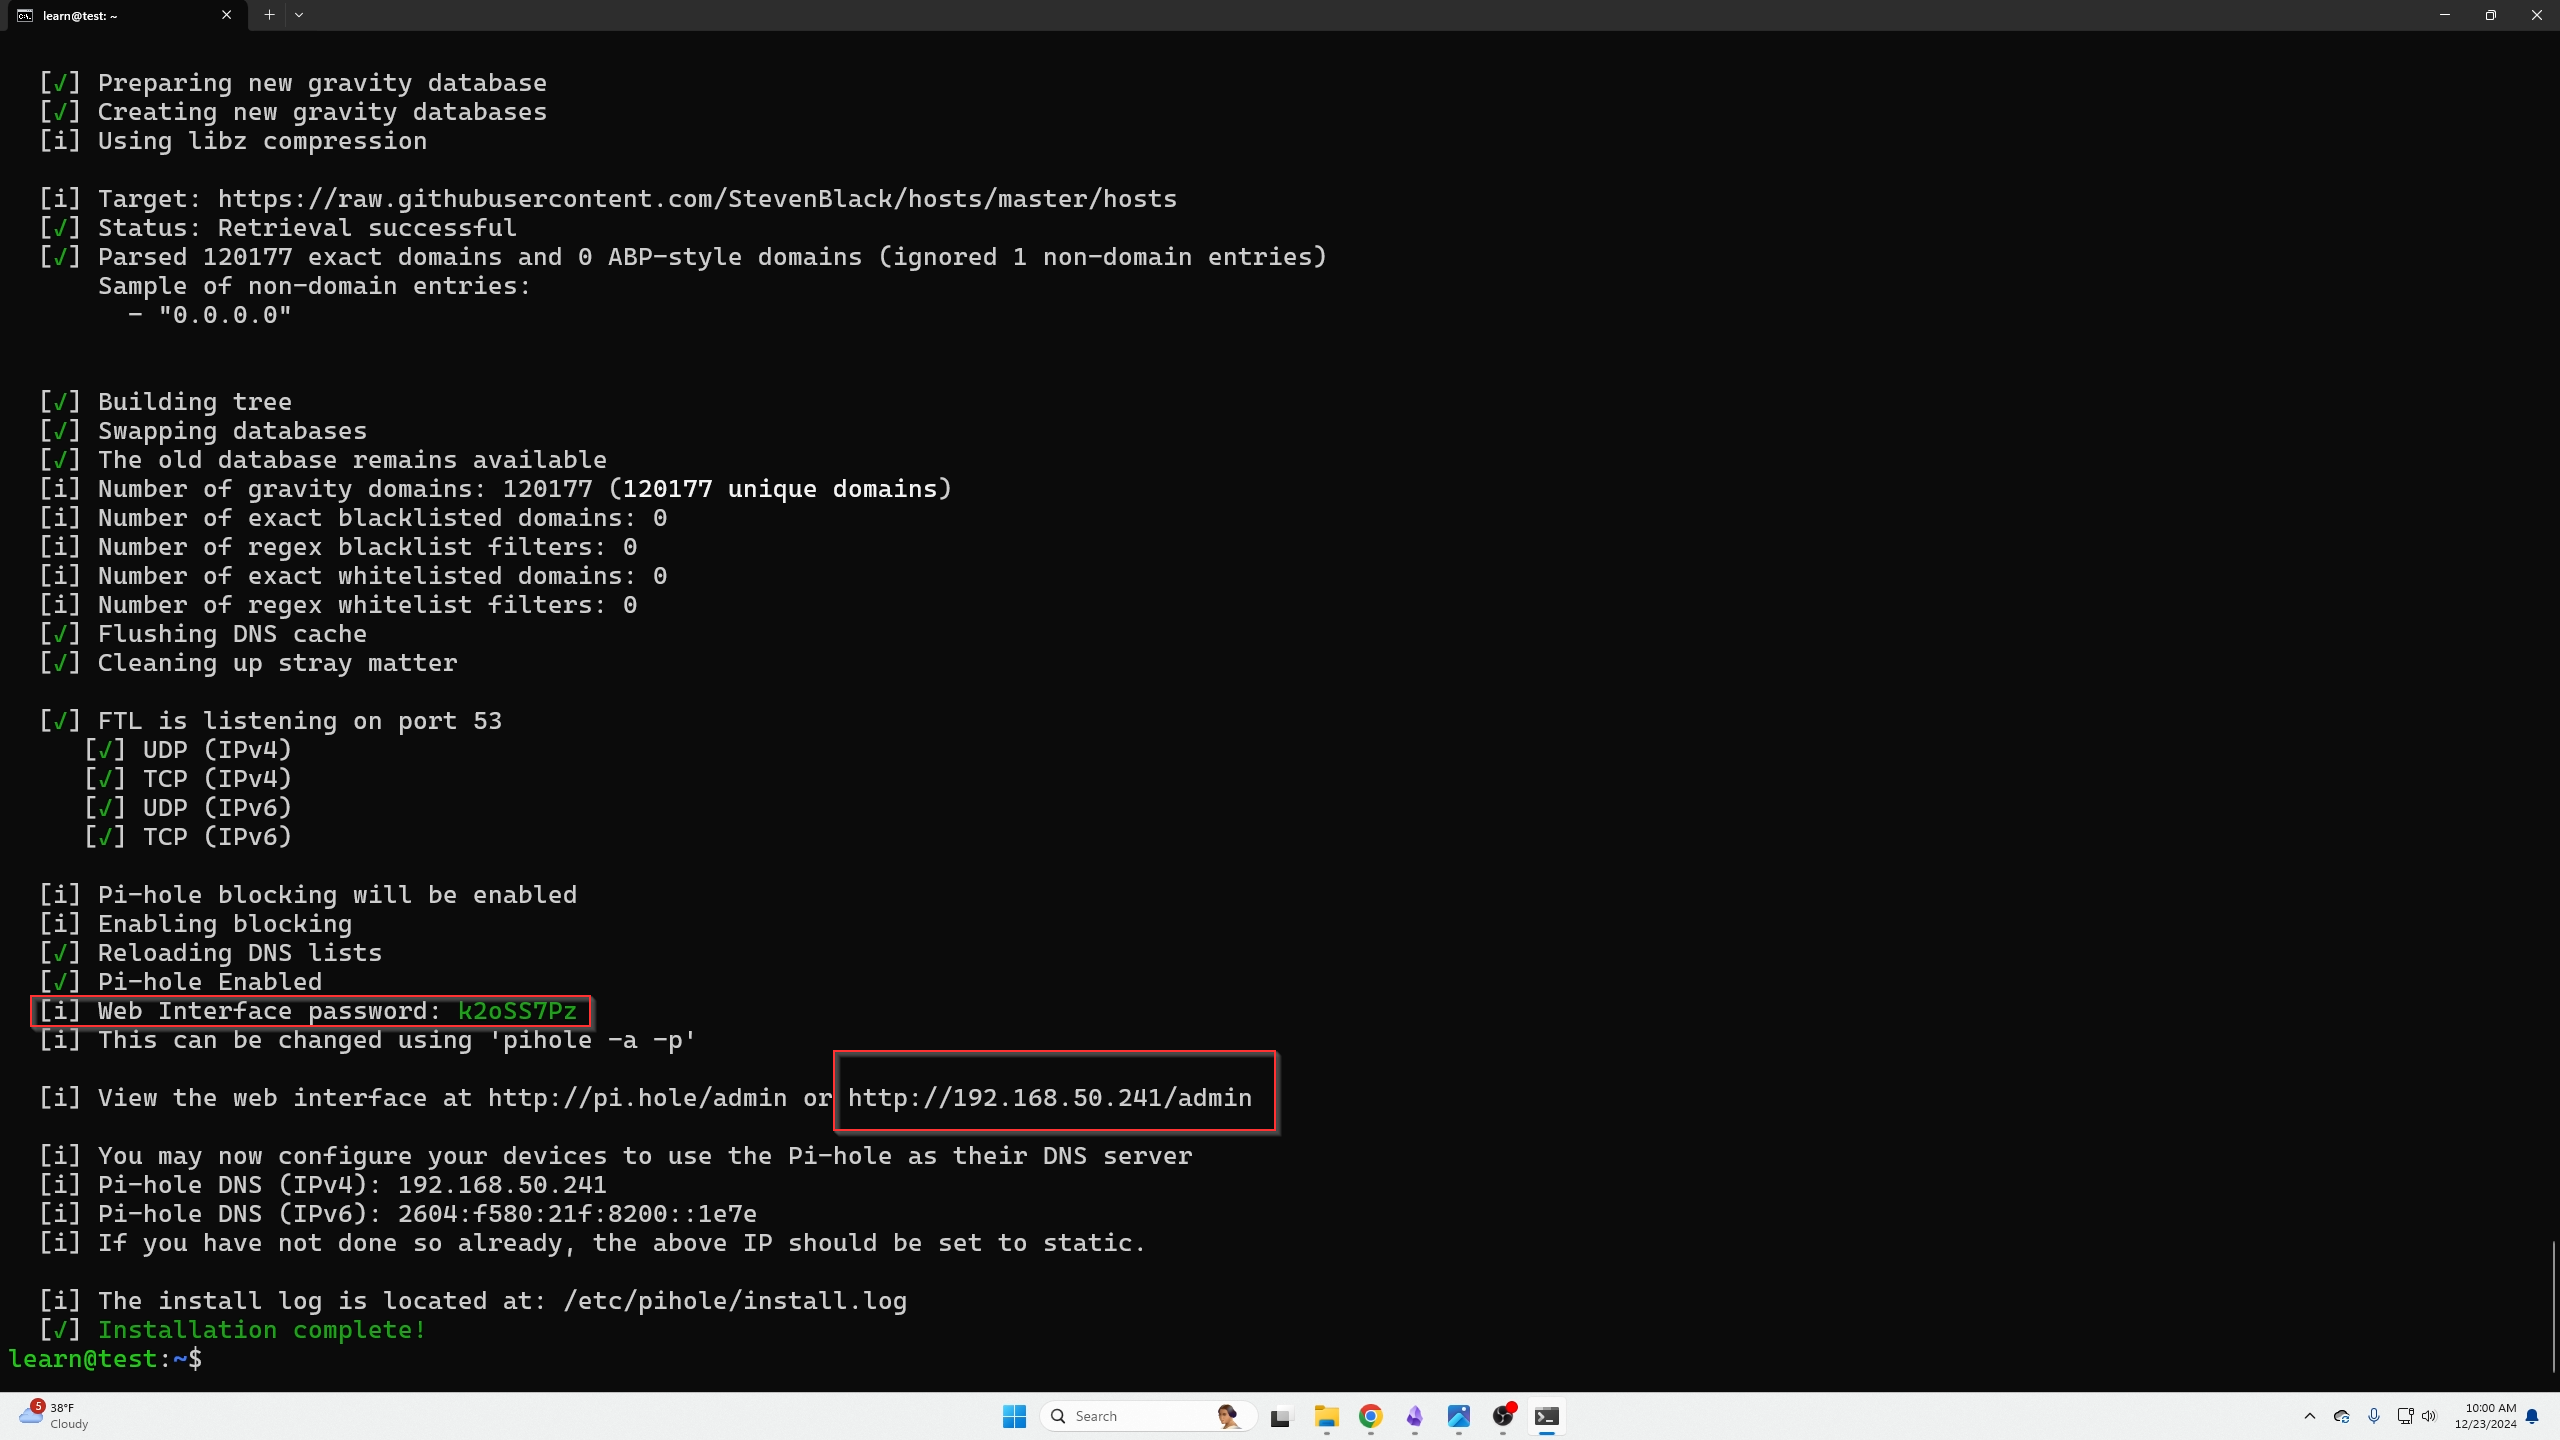 learn@test: ~
[✓] Preparing new gravity database
[✓] Creating new gravity databases
[i] Using libz compression
[i] Target: https://raw.githubusercontent.com/StevenBlack/hosts/master/hosts
[✓] Status: Retrieval successful
[✓] Parsed 120177 exact domains and 0 ABP-style domains (ignored 1 non-domain entries)
Sample of non-domain entries:
- "0.0.0.0"
[✓] Building tree
[✓] Swapping databases
[✓] The old database remains available
[i] Number of gravity domains: 120177 (120177 unique domains)
[i] Number of exact blacklisted domains: 0
[i] Number of regex blacklist filters: 0
[i] Number of exact whitelisted domains: 0
[i] Number of regex whitelist filters: 0
[✓] Flushing DNS cache
[✓] Cleaning up stray matter
[✓] FTL is listening on port 53
[✓] UDP (IPv4)
[✓] TCP (IPv4)
[✓] UDP (IPv6)
[✓] TCP (IPv6)
[i] Pi-hole blocking will be enabled
[i] Enabling blocking
[✓] Reloading DNS lists
[✓] Pi-hole Enabled
[i] Web Interface password: k2oSS7Pz
[i] This can be changed using 'pihole -a -p'
[i] View the web interface at http://pi.hole/admin or http://192.168.50.241/admin
[i] You may now configure your devices to use the Pi-hole as their DNS server
[i] Pi-hole DNS (IPv4): 192.168.50.241
[i] Pi-hole DNS (IPv6): 2604:f580:21f:8200::1e7e
[i] If you have not done so already, the above IP should be set to static.
[i] The install log is located at: /etc/pihole/install.log
[✓] Installation complete!
learn@test:~$
5
38°F
Cloudy
Search
10:00 AM
12/23/2024